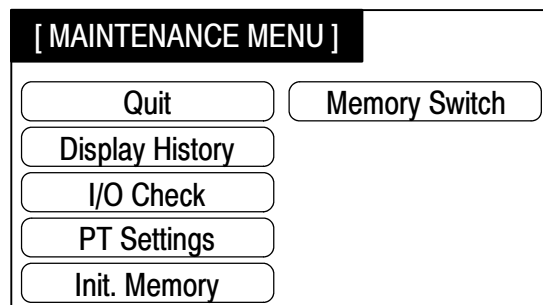 [ MAINTENANCE MENU ]
Quit
Memory Switch
Display History
I/O Check
PT Settings
Init. Memory